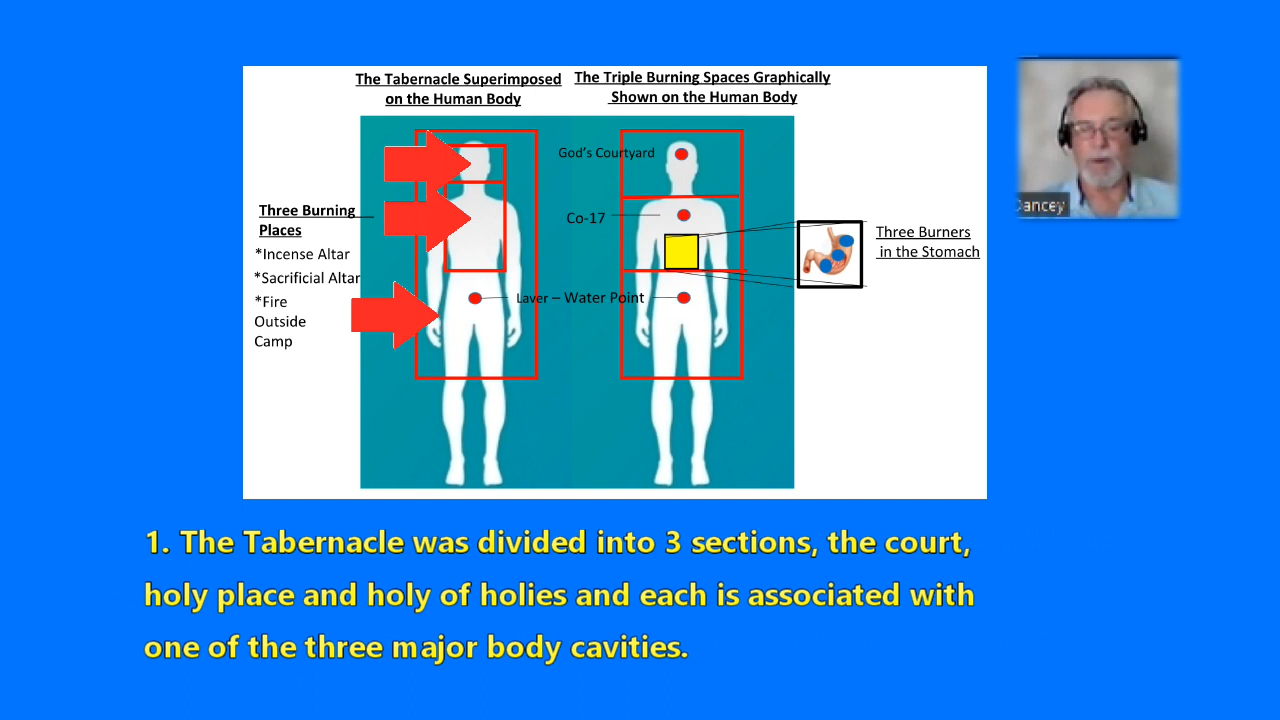 The Tabernacle Superimposed
on the Human Body
The Triple Burning Spaces Graphically
Shown on the Human Body
God's Courtyard
Co-17
Three Burning
Places
*Incense Altar
*Sacrificial Altar
*Fire
Outside
Camp
Laver – Water Point
Three Burners
in the Stomach
Dancey
1. The Tabernacle was divided into 3 sections, the court,
holy place and holy of holies and each is associated with
one of the three major body cavities.